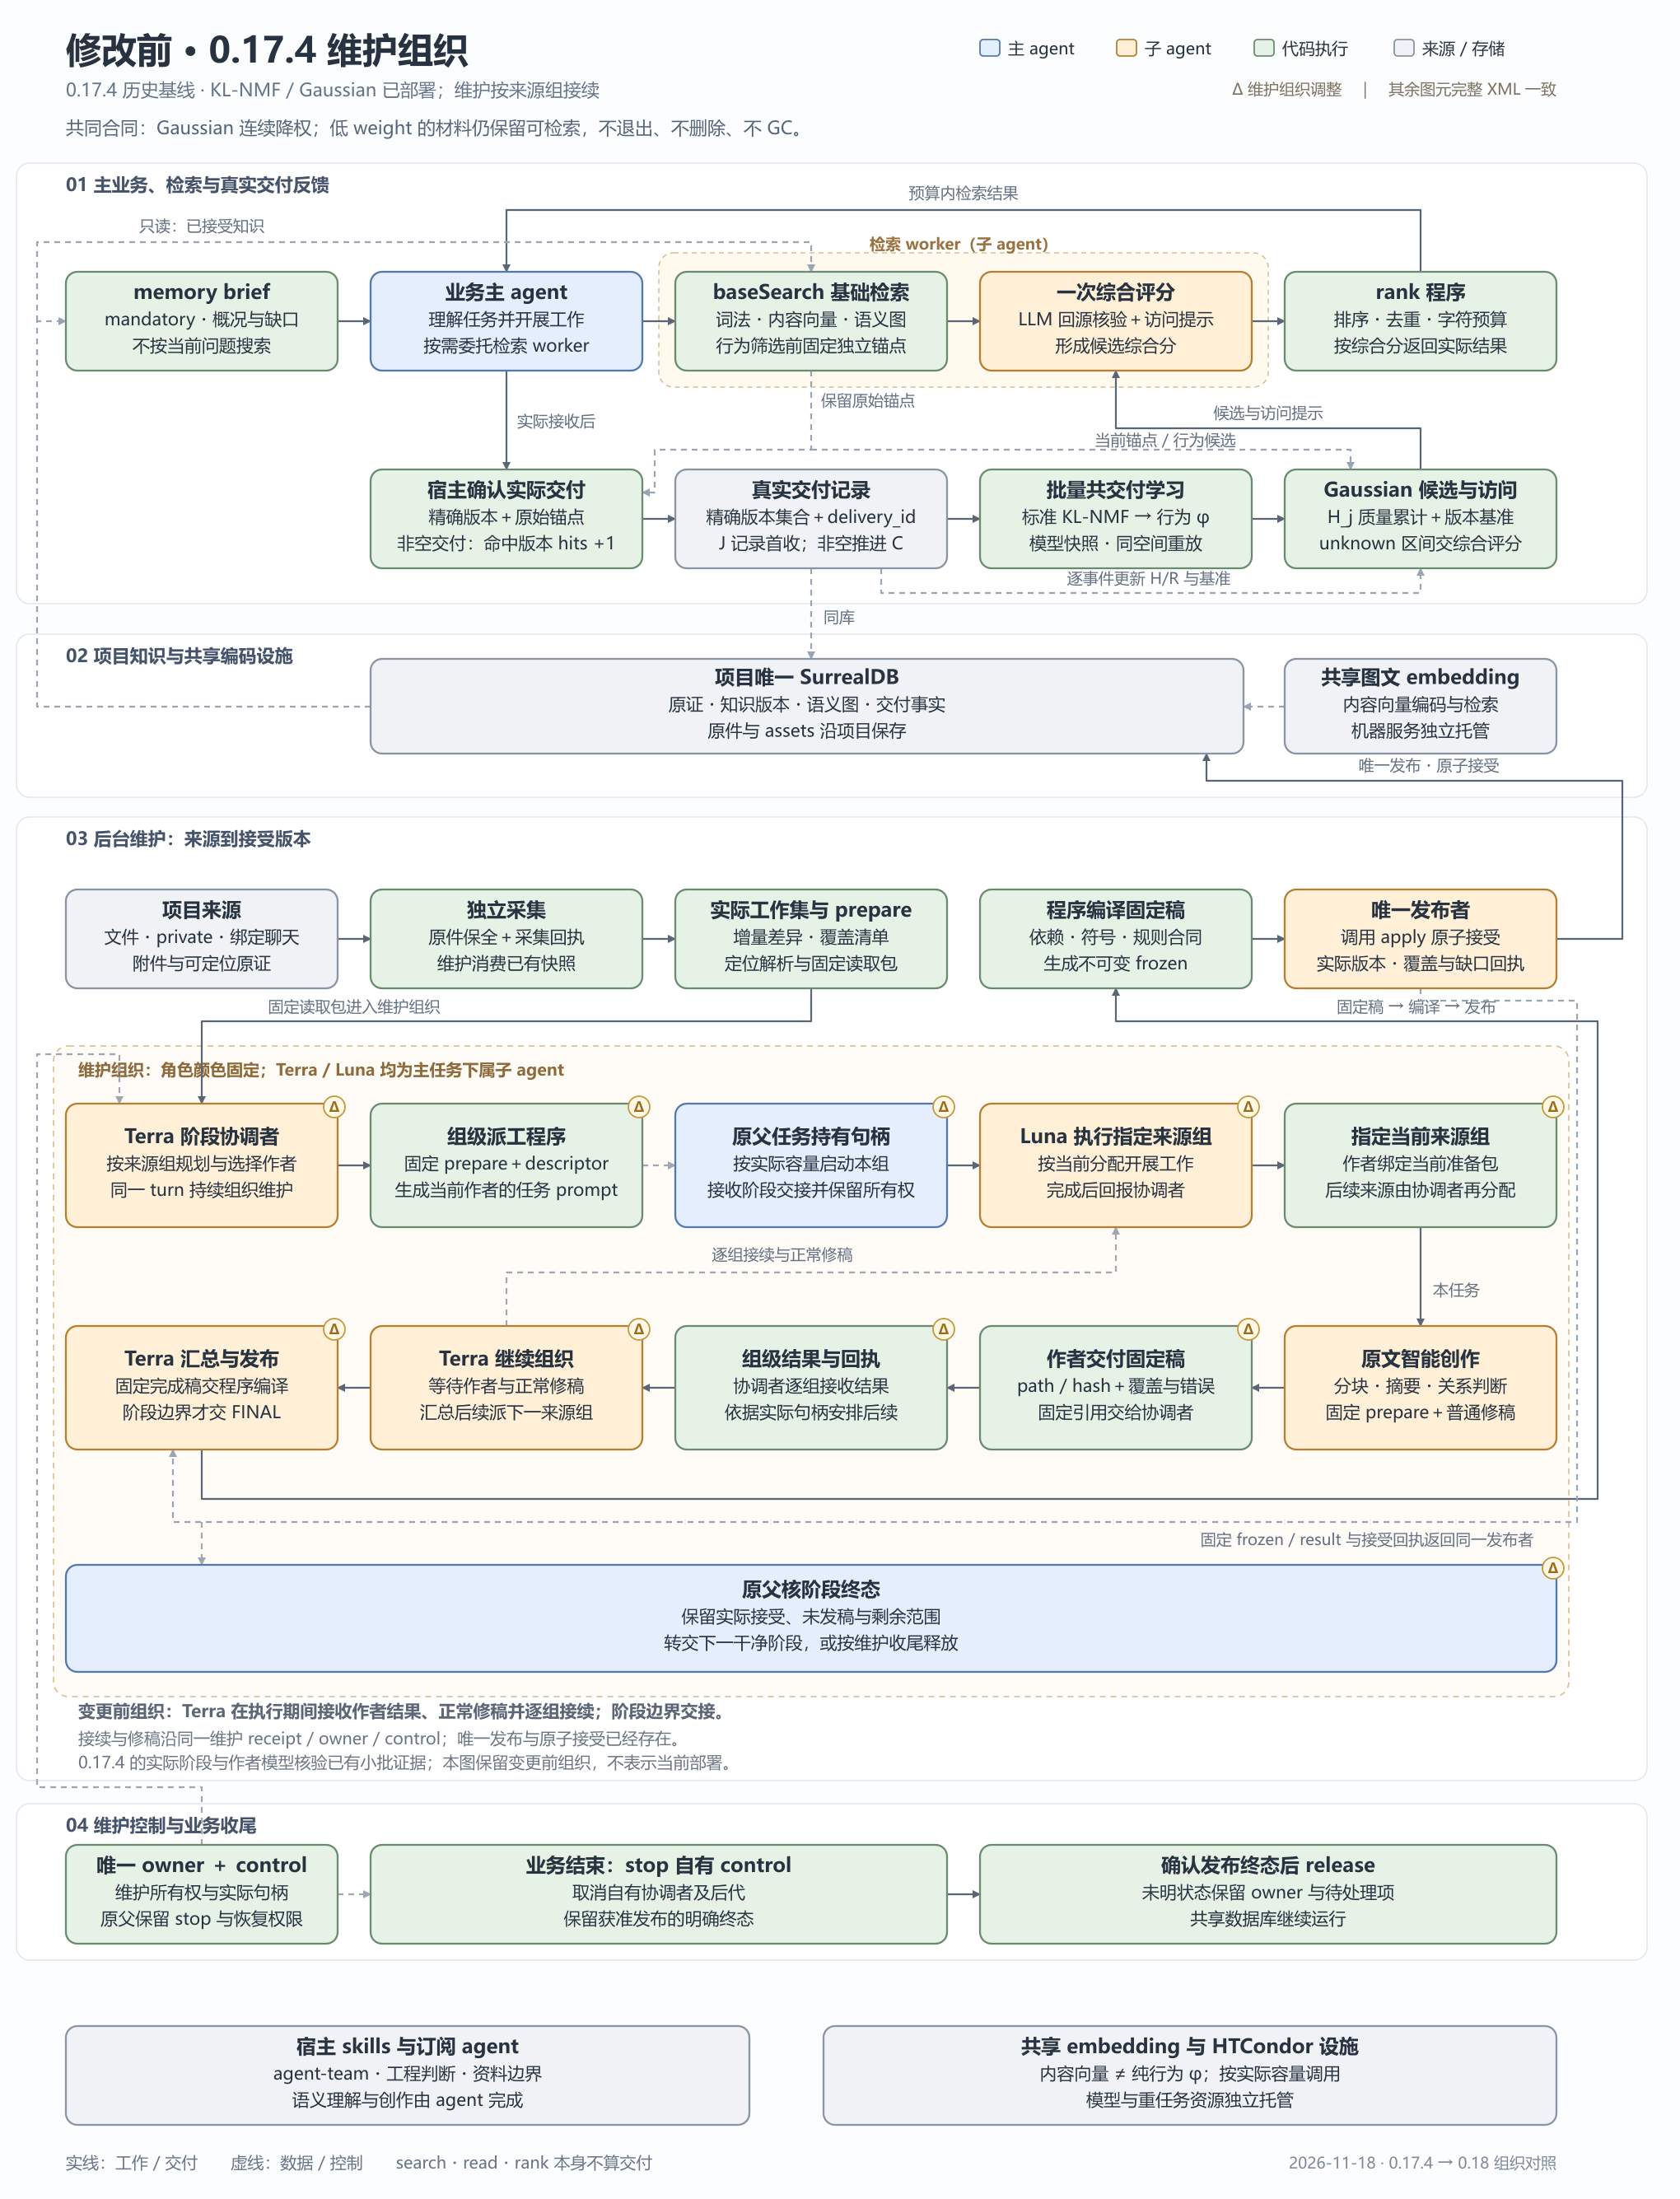 修改前 • 0.17.4 维护组织
主 agent
子 agent
代码执行
来源 / 存储
0.17.4 历史基线 · KL-NMF / Gaussian 已部署；维护按来源组接续
Δ 维护组织调整 | 其余图元完整 XML 一致
共同合同：Gaussian 连续降权；低 weight 的材料仍保留可检索，不退出、不删除、不 GC。
01 主业务、检索与真实交付反馈
预算内检索结果
只读：已接受知识
检索 worker（子 agent）
memory brief
mandatory · 概况与缺口
不按当前问题搜索
业务主 agent
理解任务并开展工作
按需委托检索 worker
baseSearch 基础检索
词法 · 内容向量 · 语义图
行为筛选前固定独立锚点
一次综合评分
LLM 回源核验 + 访问提示
形成候选综合分
rank 程序
排序 · 去重 · 字符预算
按综合分返回实际结果
保留原始锚点
实际接收后
候选与访问提示
当前锚点 / 行为候选
宿主确认实际交付
精确版本 + 原始锚点
非空交付：命中版本 hits +1
真实交付记录
精确版本集合 + delivery_id
J 记录首收；非空推进 C
批量共交付学习
标准 KL-NMF → 行为 φ
模型快照 · 同空间重放
Gaussian 候选与访问
H_j 质量累计 + 版本基准
unknown 区间交综合评分
逐事件更新 H/R 与基准
同库
02 项目知识与共享编码设施
项目唯一 SurrealDB
原证 · 知识版本 · 语义图 · 交付事实
原件与 assets 沿项目保存
共享图文 embedding
内容向量编码与检索
机器服务独立托管
唯一发布 · 原子接受
03 后台维护：来源到接受版本
项目来源
文件 · private · 绑定聊天
附件与可定位原证
独立采集
原件保全 + 采集回执
维护消费已有快照
实际工作集与 prepare
增量差异 · 覆盖清单
定位解析与固定读取包
程序编译固定稿
依赖 · 符号 · 规则合同
生成不可变 frozen
唯一发布者
调用 apply 原子接受
实际版本 · 覆盖与缺口回执
固定读取包进入维护组织
固定稿 → 编译 → 发布
维护组织：角色颜色固定；Terra / Luna 均为主任务下属子 agent
Δ
Δ
Δ
Δ
Δ
Terra 阶段协调者
按来源组规划与选择作者
同一 turn 持续组织维护
组级派工程序
固定 prepare + descriptor
生成当前作者的任务 prompt
原父任务持有句柄
按实际容量启动本组
接收阶段交接并保留所有权
Luna 执行指定来源组
按当前分配开展工作
完成后回报协调者
指定当前来源组
作者绑定当前准备包
后续来源由协调者再分配
逐组接续与正常修稿
本任务
Δ
Δ
Δ
Δ
Terra 汇总与发布
固定完成稿交程序编译
阶段边界才交 FINAL
Terra 继续组织
等待作者与正常修稿
汇总后续派下一来源组
组级结果与回执
协调者逐组接收结果
依据实际句柄安排后续
作者交付固定稿
path / hash + 覆盖与错误
固定引用交给协调者
原文智能创作
分块 · 摘要 · 关系判断
固定 prepare + 普通修稿
固定 frozen / result 与接受回执返回同一发布者
Δ
原父核阶段终态
保留实际接受、未发稿与剩余范围
转交下一干净阶段，或按维护收尾释放
变更前组织：Terra 在执行期间接收作者结果、正常修稿并逐组接续；阶段边界交接。
接续与修稿沿同一维护 receipt / owner / control；唯一发布与原子接受已经存在。
0.17.4 的实际阶段与作者模型核验已有小批证据；本图保留变更前组织，不表示当前部署。
04 维护控制与业务收尾
唯一 owner + control
维护所有权与实际句柄
原父保留 stop 与恢复权限
业务结束：stop 自有 control
取消自有协调者及后代
保留获准发布的明确终态
确认发布终态后 release
未明状态保留 owner 与待处理项
共享数据库继续运行
宿主 skills 与订阅 agent
agent-team · 工程判断 · 资料边界
语义理解与创作由 agent 完成
共享 embedding 与 HTCondor 设施
内容向量 ≠ 纯行为 φ；按实际容量调用
模型与重任务资源独立托管
实线：工作 / 交付 虚线：数据 / 控制 search · read · rank 本身不算交付
2026-11-18 · 0.17.4 → 0.18 组织对照